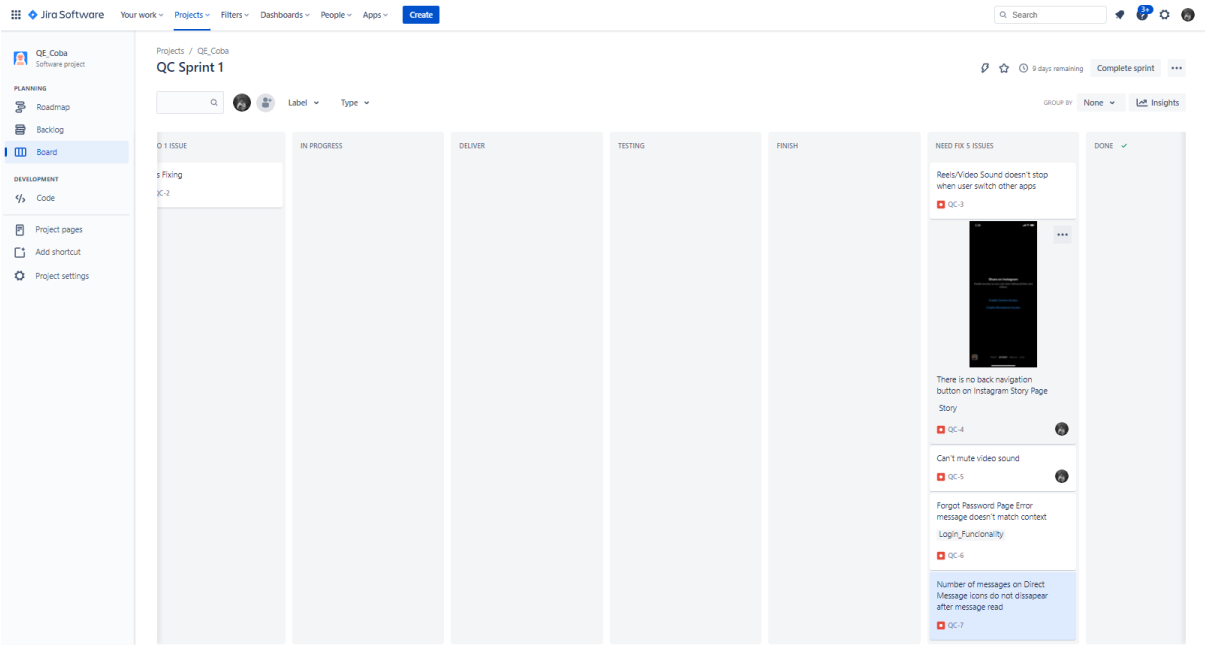 Jira Software
Your work
Projects
Filters
Dashboards
People
Apps
Create
Search
3+
QE_Coba
Software project
PLANNING
Roadmap
Backlog
Board
DEVELOPMENT
Code
Project pages
Add shortcut
Project settings
Projects / QE_Coba
QC Sprint 1
9 days remaining
Complete sprint
Label
Type
GROUP BY
None
Insights
O 1 ISSUE
s Fixing
QC-2
IN PROGRESS
DELIVER
TESTING
FINISH
NEED FIX 5 ISSUES
Reels/Video Sound doesn't stop
when user switch other apps
QC-3
Share on Instagram
There is no back navigation
button on Instagram Story Page
Story
QC-4
Can't mute video sound
QC-5
Forgot Password Page Error
message doesn't match context
Login_Funcionality
QC-6
Number of messages on Direct
Message icons do not dissapear
after message read
QC-7
DONE